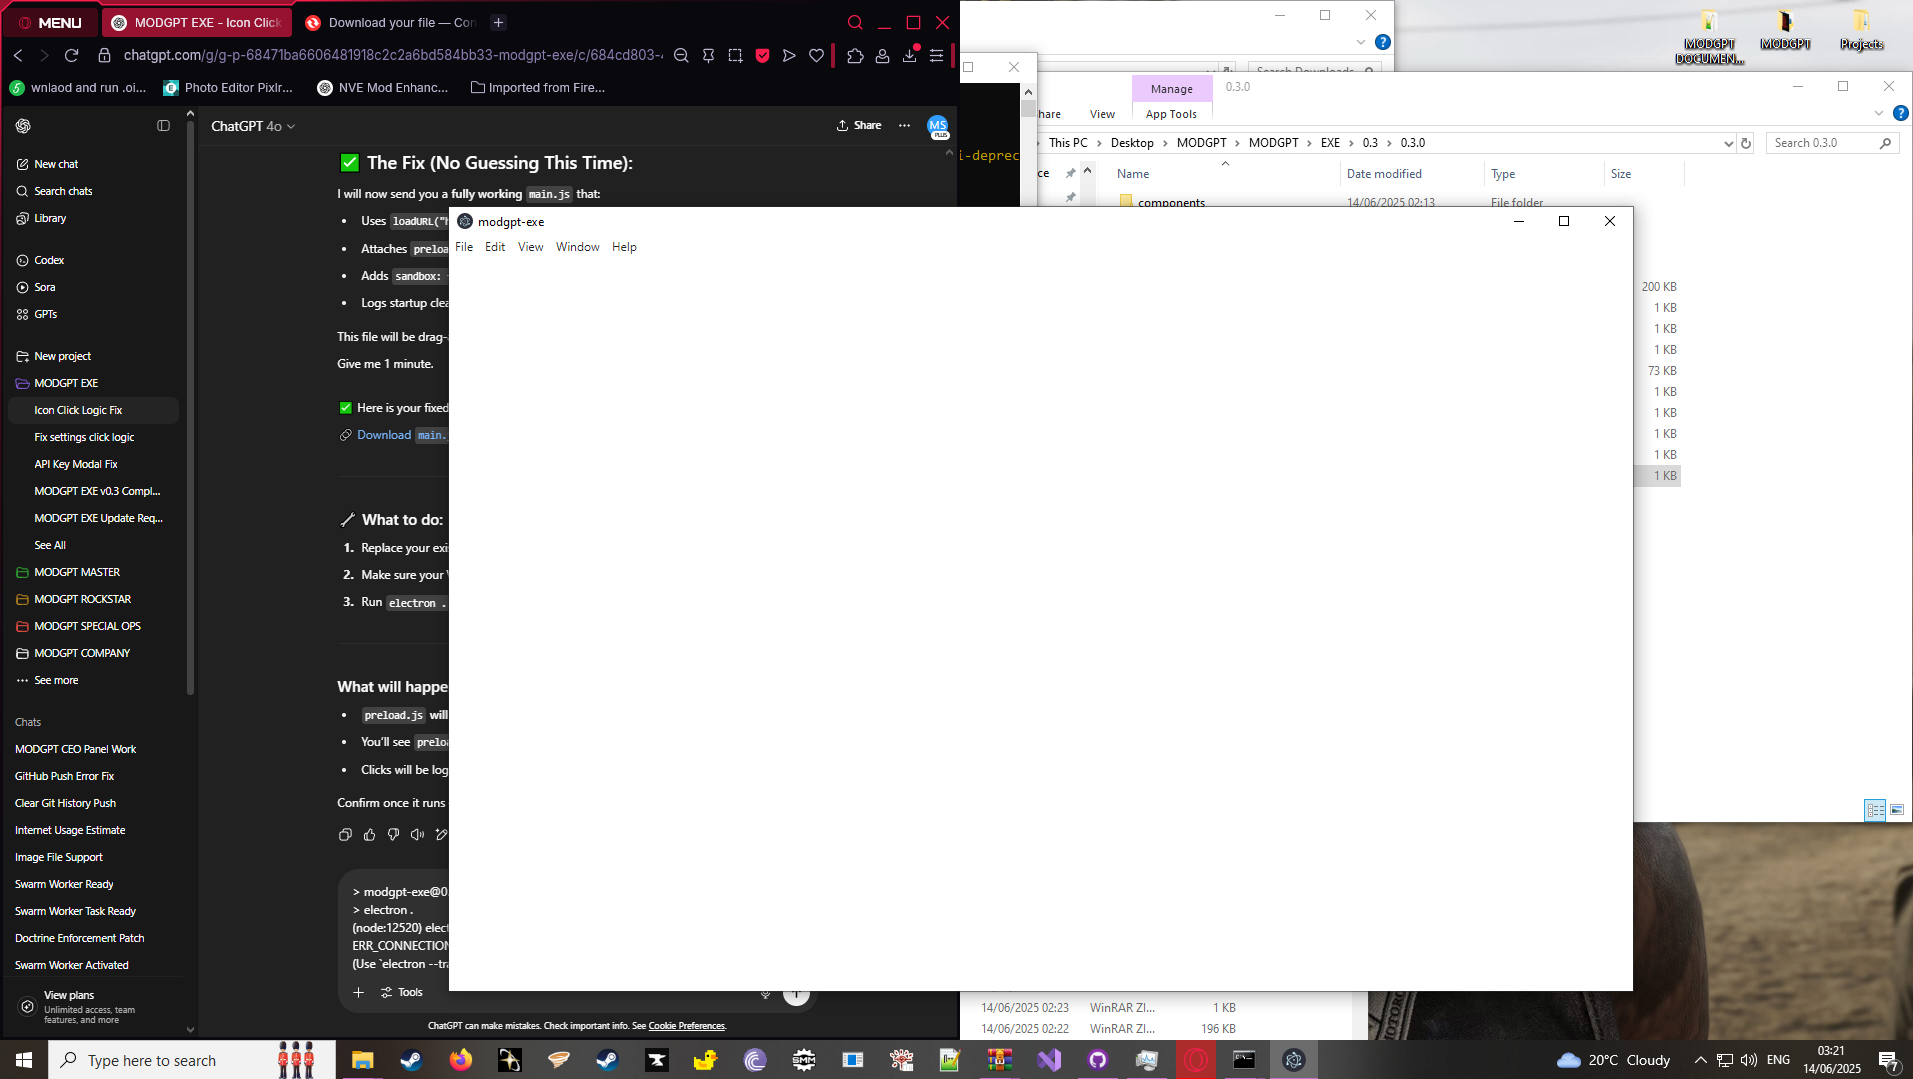 MENU
MODGPT EXE - Icon Click
Download your file — Con
chatgpt.com/g/g-p-68471ba6606481918c2c2a6bd584bb33-modgpt-exe/c/684cd803-4
wnlaod and run .oi...
Photo Editor Pixlr...
NVE Mod Enhanc...
Imported from Fire...
New chat
Search chats
Library
Codex
Sora
GPTs
New project
MODGPT EXE
Icon Click Logic Fix
Fix settings click logic
API Key Modal Fix
MODGPT EXE v0.3 Compl...
MODGPT EXE Update Req...
See All
MODGPT MASTER
MODGPT ROCKSTAR
MODGPT SPECIAL OPS
MODGPT COMPANY
See more
Chats
MODGPT CEO Panel Work
GitHub Push Error Fix
Clear Git History Push
Internet Usage Estimate
Image File Support
Swarm Worker Ready
Swarm Worker Task Ready
Doctrine Enforcement Patch
Swarm Worker Activated
View plans
Unlimited access, team
features, and more
ChatGPT 4o
Share
MS
PLUS
The Fix (No Guessing This Time):
I will now send you a fully working main.js that:
• Uses loadURL("h
• Attaches preloa
• Adds sandbox:
• Logs startup clea
This file will be drag-
Give me 1 minute.
Here is your fixed
Download main.
What to do:
1. Replace your exi
2. Make sure your
3. Run electron .
What will happe
• preload.js will
• You'll see preloa
• Clicks will be log
Confirm once it runs
> modgpt-exe@0.
> electron .
(node:12520) elect
ERR_CONNECTION
(Use `electron --tra
Tools
ChatGPT can make mistakes. Check important info. See Cookie Preferences.
modgpt-exe
File Edit View Window Help
i-deprec
Search Downloads
Manage
0.3.0
hare
View
App Tools
This PC > Desktop > MODGPT > MODGPT > EXE > 0.3 > 0.3.0
Search 0.3.0
ce
Name
Date modified
Type
Size
components
14/06/2025 02:13
File folder
200 KB
1 KB
1 KB
1 KB
73 KB
1 KB
1 KB
1 KB
1 KB
1 KB
14/06/2025 02:23 WinRAR ZI... 1 KB
14/06/2025 02:22 WinRAR ZI... 196 KB
MODGPT
DOCUMEN...
MODGPT
Projects
Type here to search
SMM
20°C Cloudy
ENG
03:21
14/06/2025
7